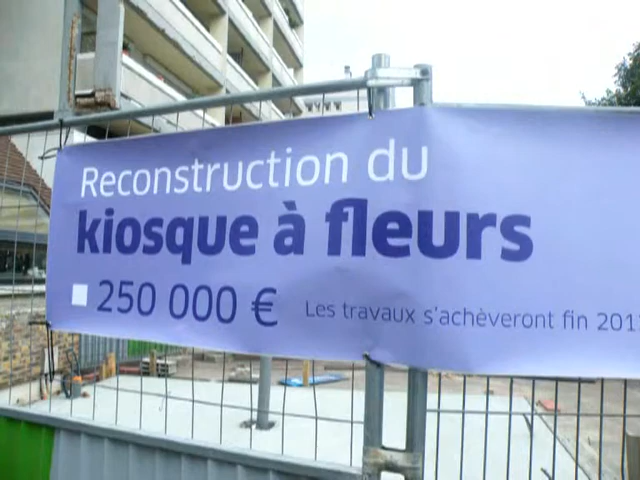 Reconstruction du
kiosque à fleurs
250 000 €
Les travaux s'achèveront fin